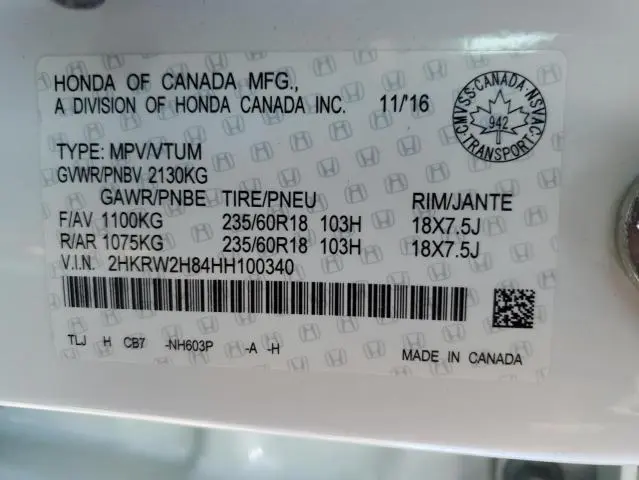 HONDA OF CANADA MFG.,
A DIVISION OF HONDA CANADA INC. 11/16
CMVSS · CANADA · NSVAC
942
TRANSPORT
TYPE: MPV/VTUM
GVWR/PNBV 2130KG
GAWR/PNBE TIRE/PNEU RIM/JANTE
F/AV 1100KG 235/60R18 103H 18X7.5J
R/AR 1075KG 235/60R18 103H 18X7.5J
V.I.N. 2HKRW2H84HH100340
TLJ H CB7 -NH603P -A -H MADE IN CANADA